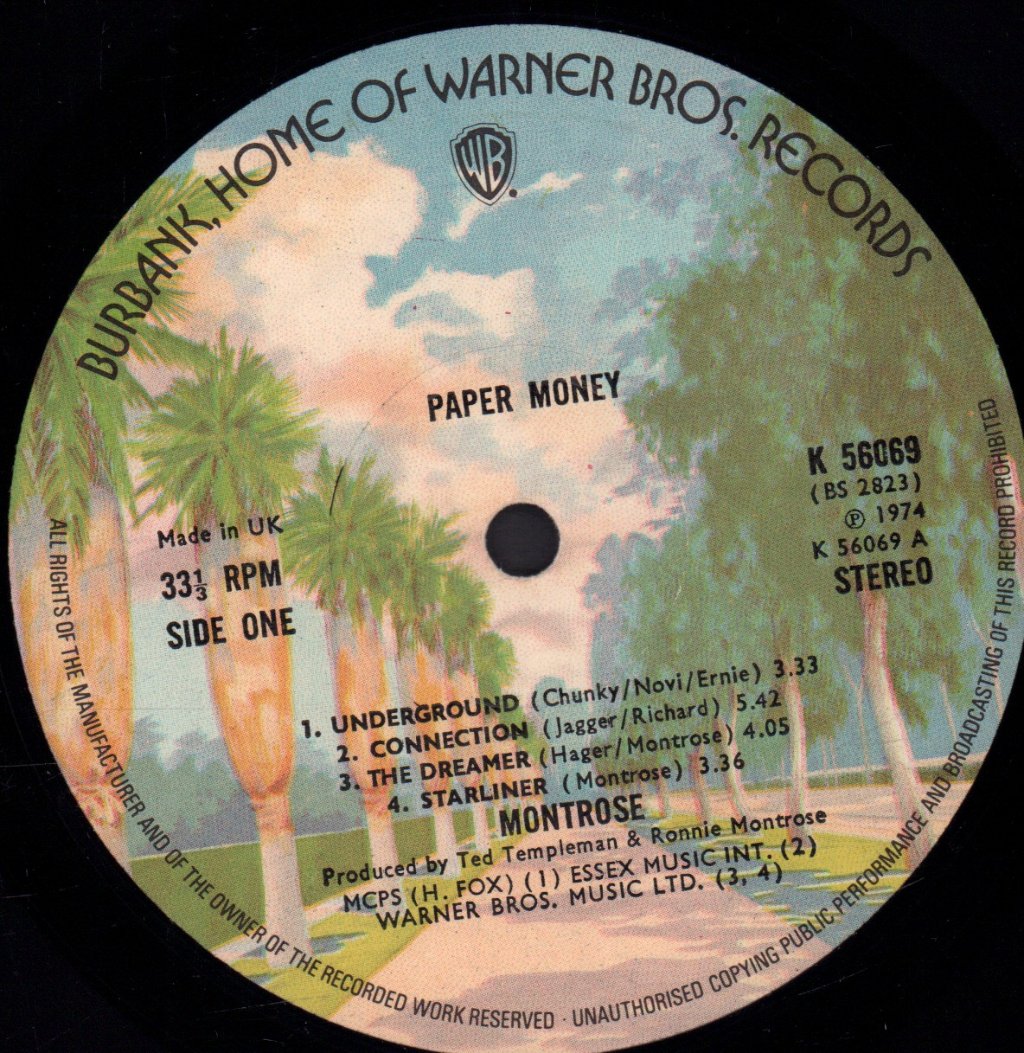 BURBANK, HOME OF WARNER BROS. RECORDS
WB
PAPER MONEY
K 56069
(BS 2823)
℗ 1974
K 56069 A
STEREO
Made in UK
33⅓ RPM
SIDE ONE
1. UNDERGROUND (Chunky/Novi/Ernie) 3.33
2. CONNECTION (Jagger/Richard) 5.42
3. THE DREAMER (Hager/Montrose) 4.05
4. STARLINER (Montrose) 3.36
MONTROSE
Produced by Ted Templeman & Ronnie Montrose
MCPS (H. FOX) (1) ESSEX MUSIC INT. (2)
WARNER BROS. MUSIC LTD. (3, 4)
ALL RIGHTS OF THE MANUFACTURER AND OF THE OWNER OF THE RECORDED WORK RESERVED · UNAUTHORISED COPYING PUBLIC PERFORMANCE AND BROADCASTING OF THIS RECORD PROHIBITED